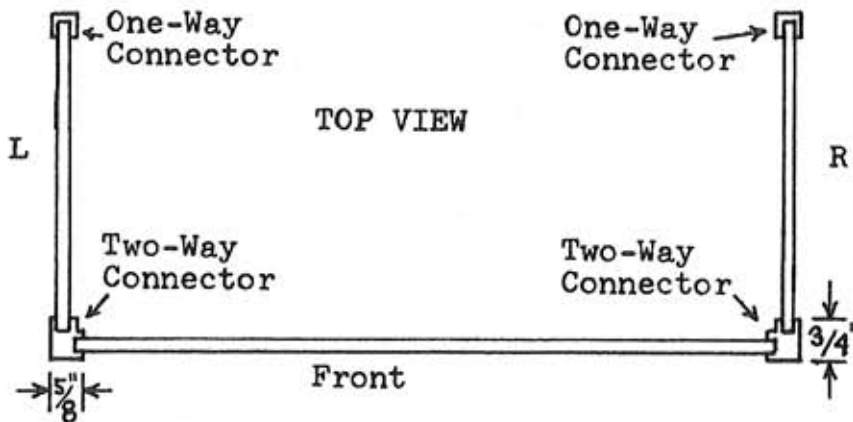 One-Way
Connector
One-Way
Connector
TOP VIEW
L
R
Two-Way
Connector
Two-Way
Connector
3/4"
Front
5/8"